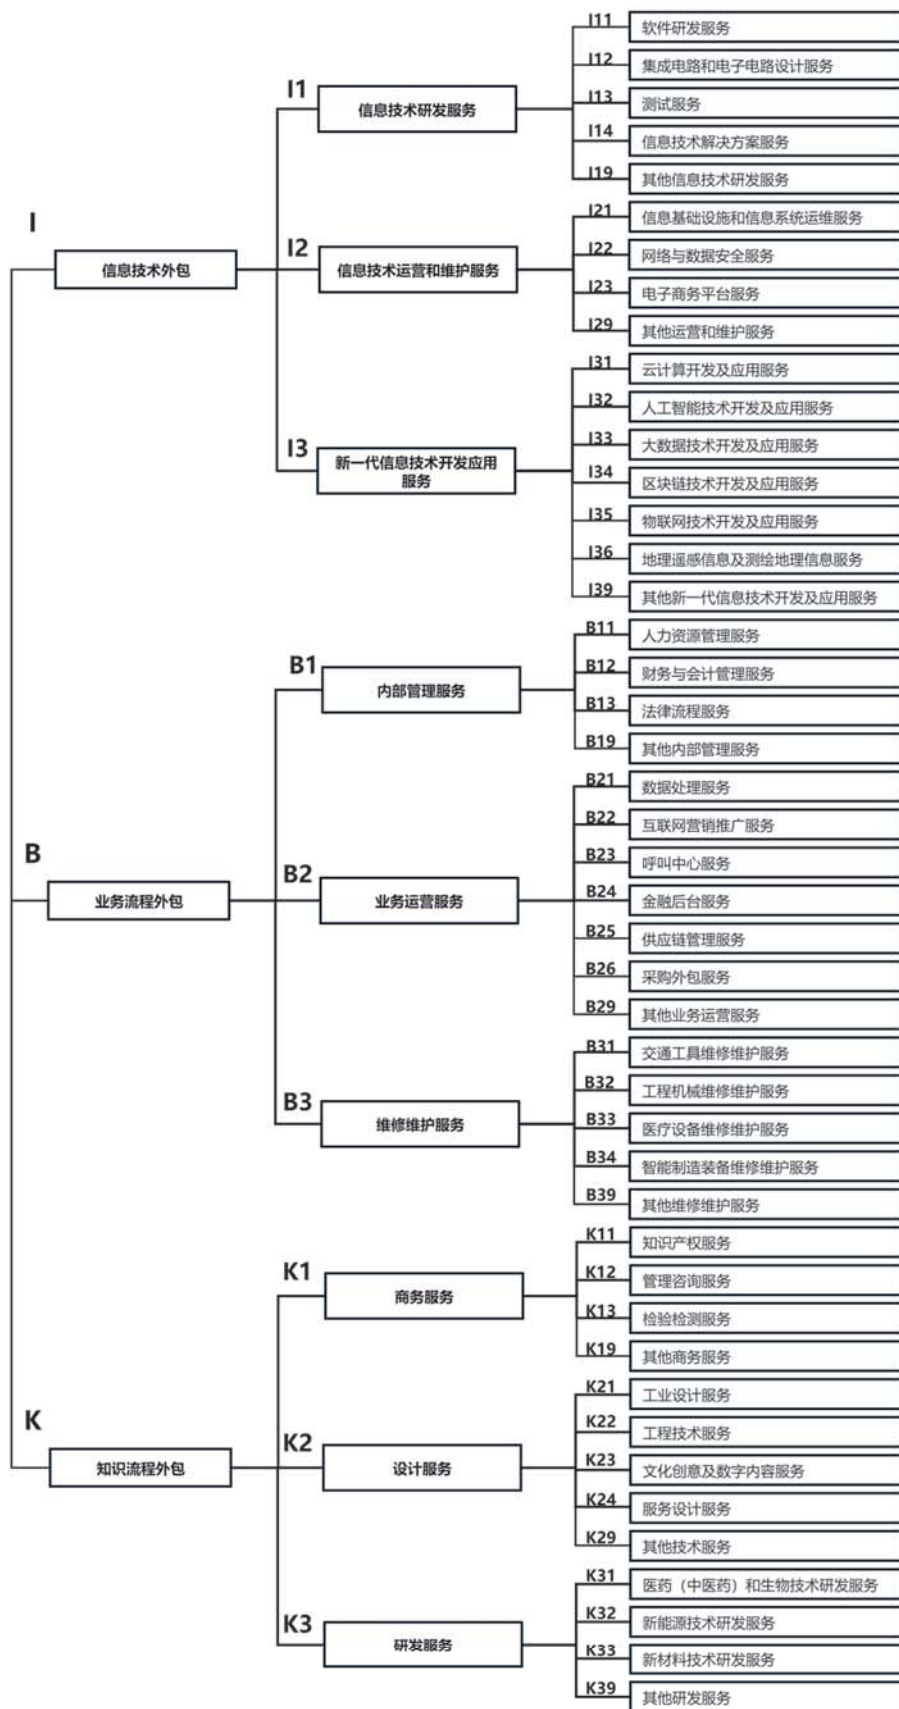 I
信息技术外包
I1
信息技术研发服务
I11
软件研发服务
I12
集成电路和电子电路设计服务
I13
测试服务
I14
信息技术解决方案服务
I19
其他信息技术研发服务
I2
信息技术运营和维护服务
I21
信息基础设施和信息系统运维服务
I22
网络与数据安全服务
I23
电子商务平台服务
I29
其他运营和维护服务
I3
新一代信息技术开发应用
服务
I31
云计算开发及应用服务
I32
人工智能技术开发及应用服务
I33
大数据技术开发及应用服务
I34
区块链技术开发及应用服务
I35
物联网技术开发及应用服务
I36
地理遥感信息及测绘地理信息服务
I39
其他新一代信息技术开发及应用服务
B
业务流程外包
B1
内部管理服务
B11
人力资源管理服务
B12
财务与会计管理服务
B13
法律流程服务
B19
其他内部管理服务
B2
业务运营服务
B21
数据处理服务
B22
互联网营销推广服务
B23
呼叫中心服务
B24
金融后台服务
B25
供应链管理服务
B26
采购外包服务
B29
其他业务运营服务
B3
维修维护服务
B31
交通工具维修维护服务
B32
工程机械维修维护服务
B33
医疗设备维修维护服务
B34
智能制造装备维修维护服务
B39
其他维修维护服务
K
知识流程外包
K1
商务服务
K11
知识产权服务
K12
管理咨询服务
K13
检验检测服务
K19
其他商务服务
K2
设计服务
K21
工业设计服务
K22
工程技术服务
K23
文化创意及数字内容服务
K24
服务设计服务
K29
其他技术服务
K3
研发服务
K31
医药（中医药）和生物技术研发服务
K32
新能源技术研发服务
K33
新材料技术研发服务
K39
其他研发服务